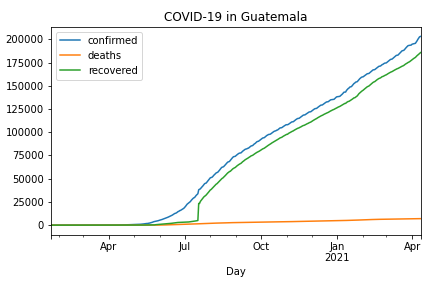 COVID-19 in Guatemala
confirmed
deaths
recovered
200000
175000
150000
125000
100000
75000
50000
25000
0
Apr Jul Oct Jan Apr
2021
Day